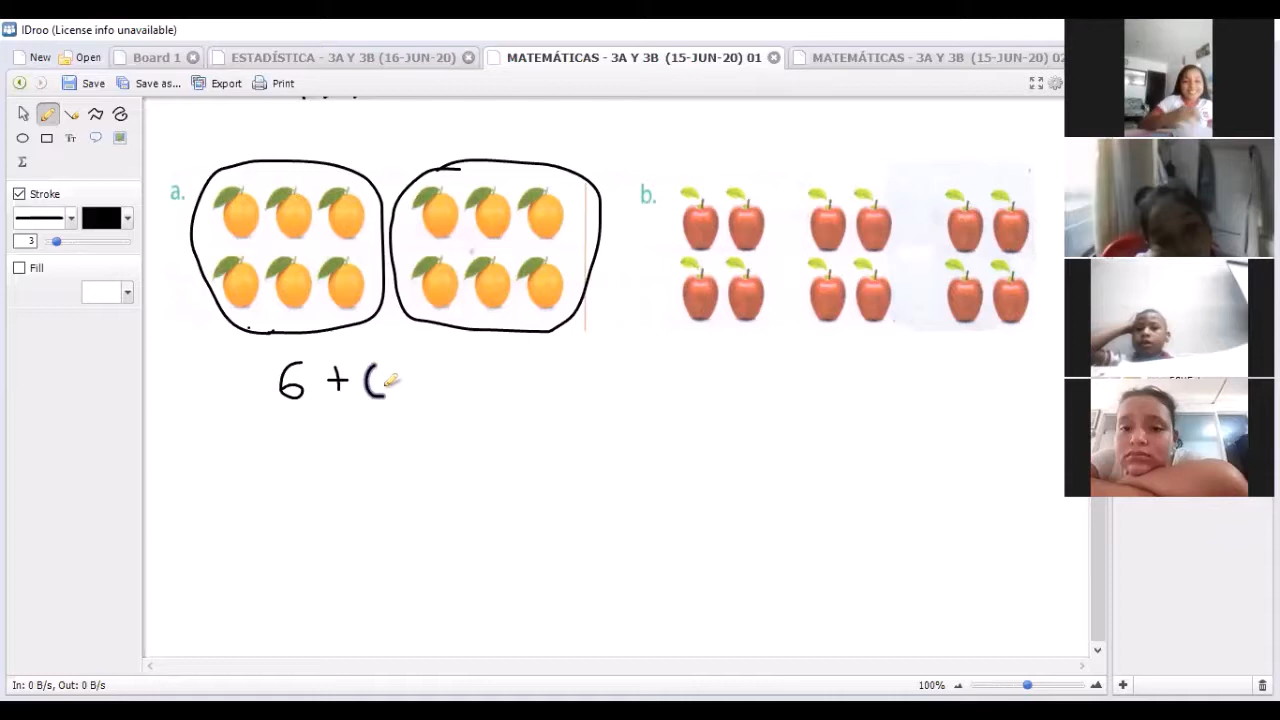 IDroo (License info unavailable)
New Open Board 1 ESTADÍSTICA - 3A Y 3B (16-JUN-20) MATEMÁTICAS - 3A Y 3B (15-JUN-20) 01 MATEMÁTICAS - 3A Y 3B (15-JUN-20) 02
Save Save as... Export Print
Tr
Σ
Stroke
3
Fill
a.
b.
6 +
In: 0 B/s, Out: 0 B/s 100%